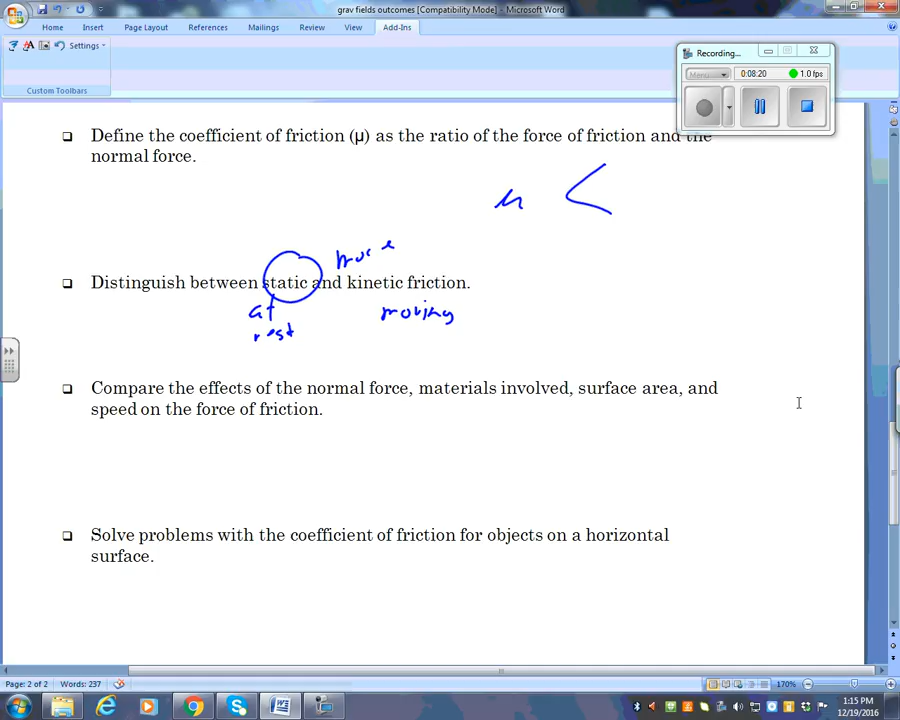 grav fields outcomes [Compatibility Mode] - Microsoft Word
Home Insert Page Layout References Mailings Review View Add-Ins
Settings
Custom Toolbars
Recording...
Menu 0:08:20 1.0 fps
❑ Define the coefficient of friction (μ) as the ratio of the force of friction and the
normal force.
μ <
more
❑ Distinguish between static and kinetic friction.
at
rest
moving
❑ Compare the effects of the normal force, materials involved, surface area, and
speed on the force of friction.
❑ Solve problems with the coefficient of friction for objects on a horizontal
surface.
Page: 2 of 2 Words: 237 170%
1:15 PM
12/19/2016